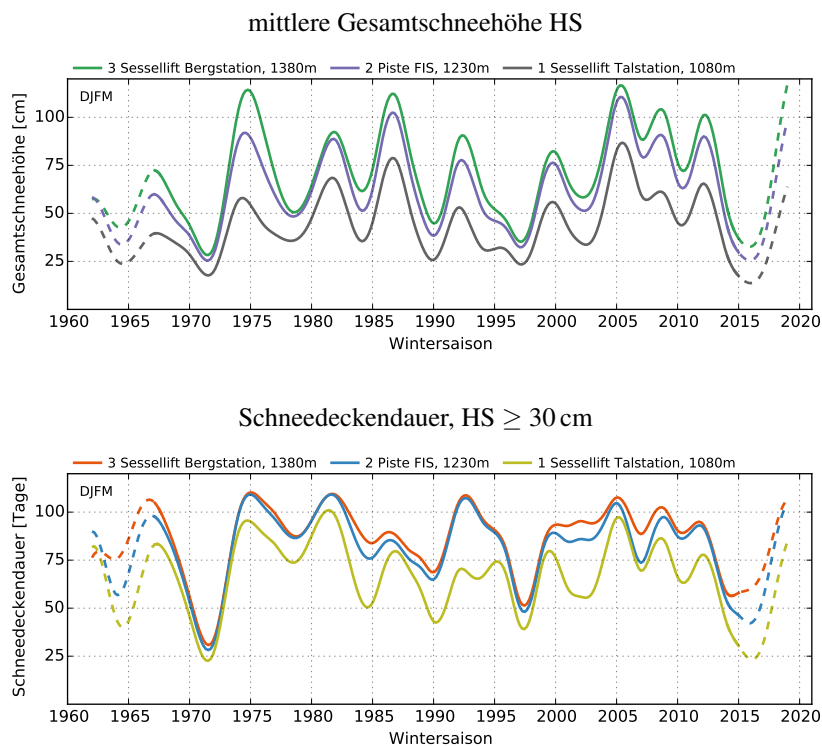 mittlere Gesamtschneehöhe HS
3 Sessellift Bergstation, 1380m 2 Piste FIS, 1230m 1 Sessellift Talstation, 1080m
DJFM
Gesamtschneehöhe [cm]
100
75
50
25
1960 1965 1970 1975 1980 1985 1990 1995 2000 2005 2010 2015 2020
Wintersaison
Schneedeckendauer, HS ≥ 30 cm
3 Sessellift Bergstation, 1380m 2 Piste FIS, 1230m 1 Sessellift Talstation, 1080m
DJFM
Schneedeckendauer [Tage]
100
75
50
25
1960 1965 1970 1975 1980 1985 1990 1995 2000 2005 2010 2015 2020
Wintersaison